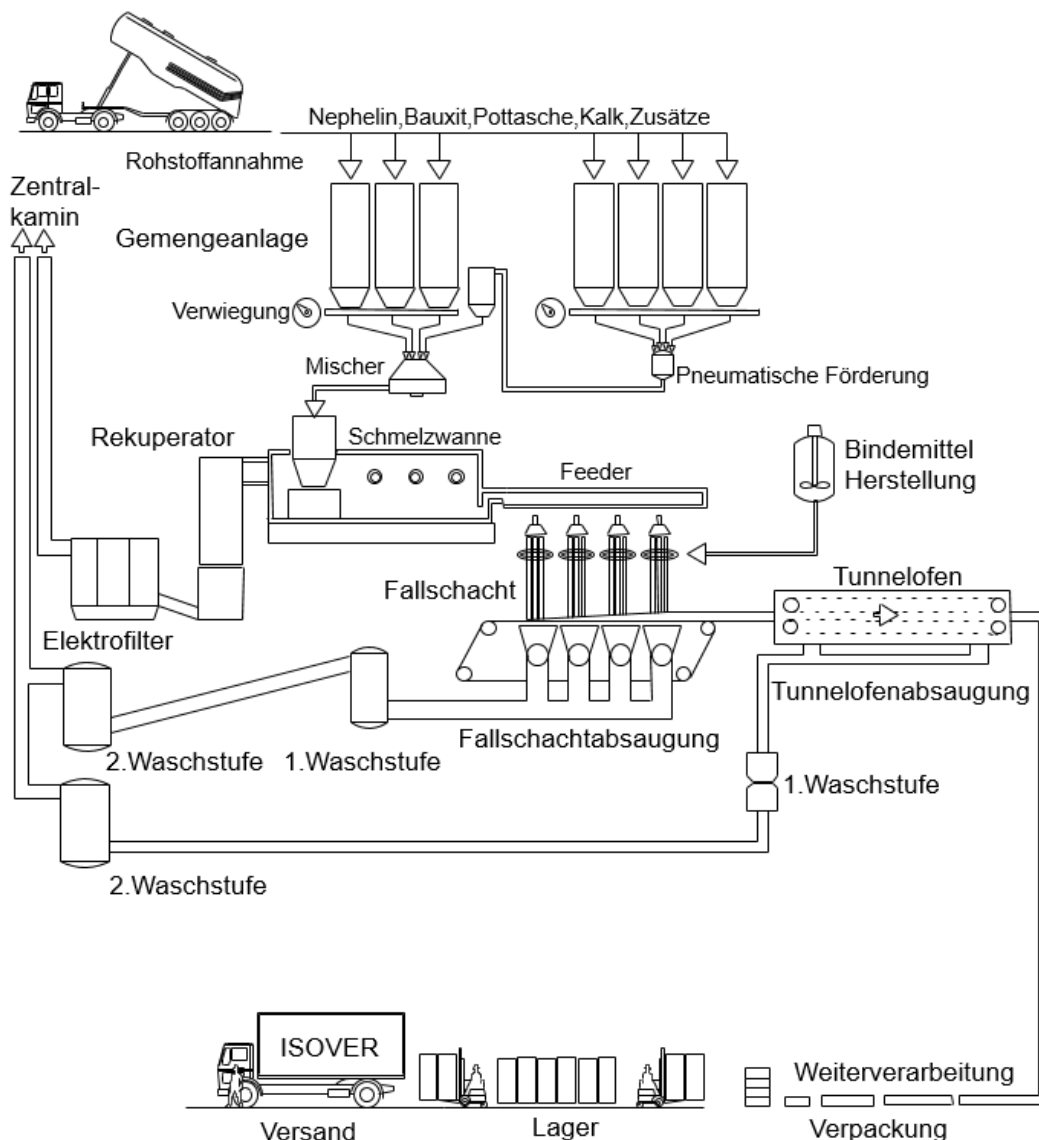 Nephelin,Bauxit,Pottasche,Kalk,Zusätze
Rohstoffannahme
Zentral-
kamin
Gemengeanlage
Verwiegung
Mischer
Pneumatische Förderung
Rekuperator
Schmelzwanne
Feeder
Bindemittel
Herstellung
Fallschacht
Tunnelofen
Elektrofilter
Tunnelofenabsaugung
Fallschachtabsaugung
2.Waschstufe
1.Waschstufe
1.Waschstufe
2.Waschstufe
ISOVER
Weiterverarbeitung
Versand
Lager
Verpackung